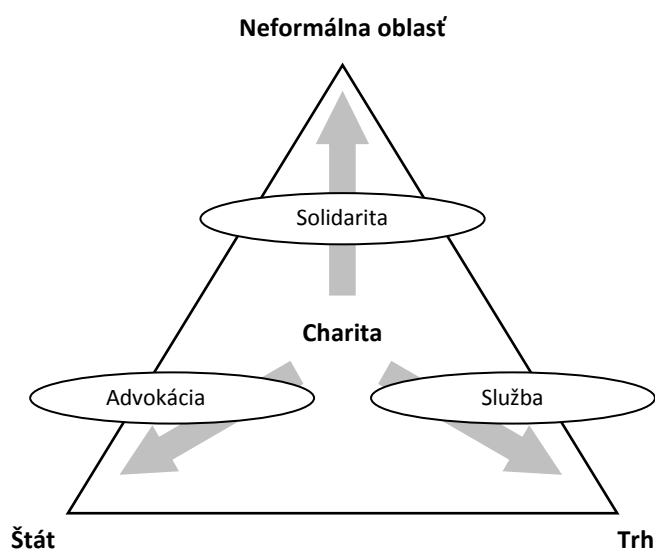 Neformálna oblasť
Solidarita
Charita
Advokácia
Služba
Štát
Trh